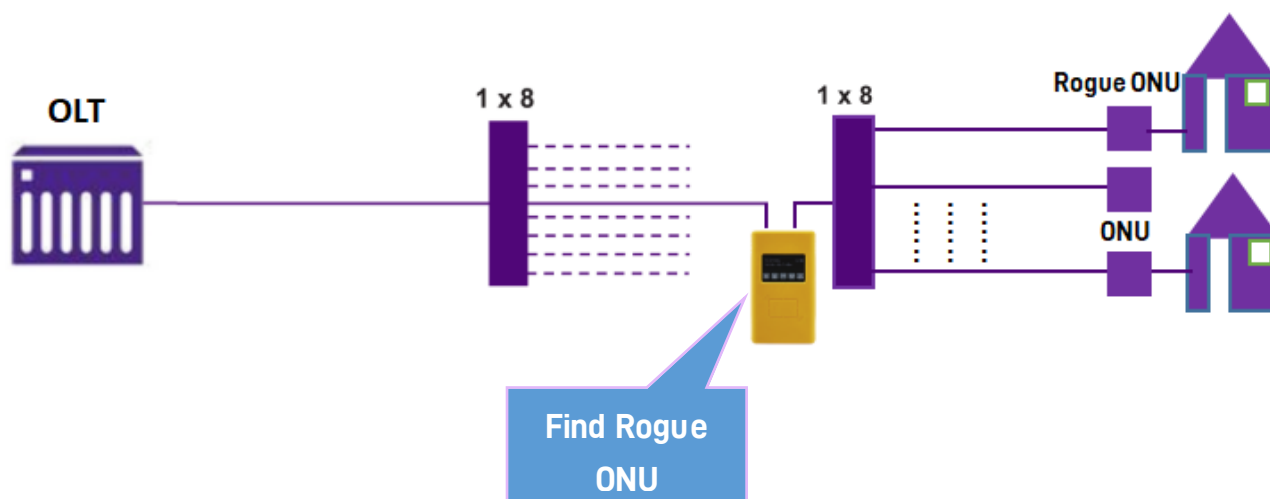 OLT
1 x 8
1 x 8
Rogue ONU
ONU
Find Rogue
ONU